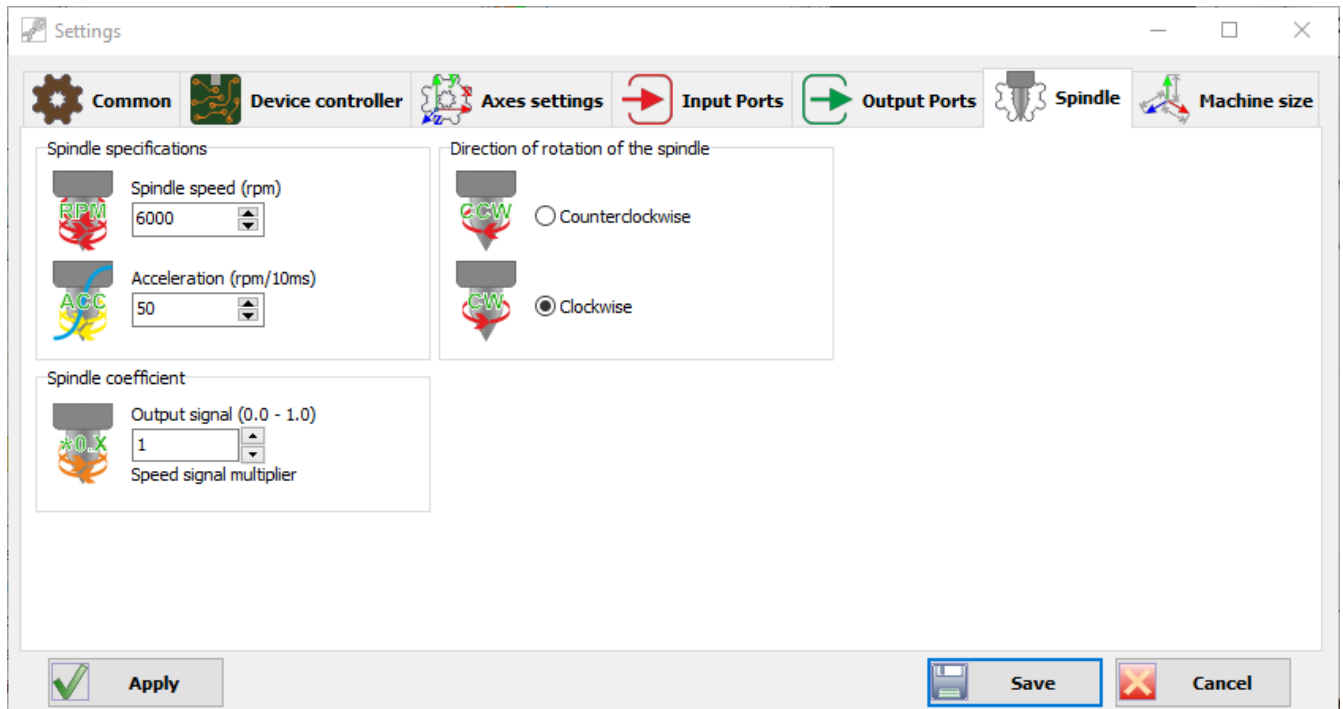 Settings
Common
Device controller
Axes settings
Input Ports
Output Ports
Spindle
Machine size
Spindle specifications
RPM
Spindle speed (rpm)
6000
ACC
Acceleration (rpm/10ms)
50
Direction of rotation of the spindle
CCW
Counterclockwise
CW
Clockwise
Spindle coefficient
*0.X
Output signal (0.0 - 1.0)
1
Speed signal multiplier
Apply
Save
Cancel